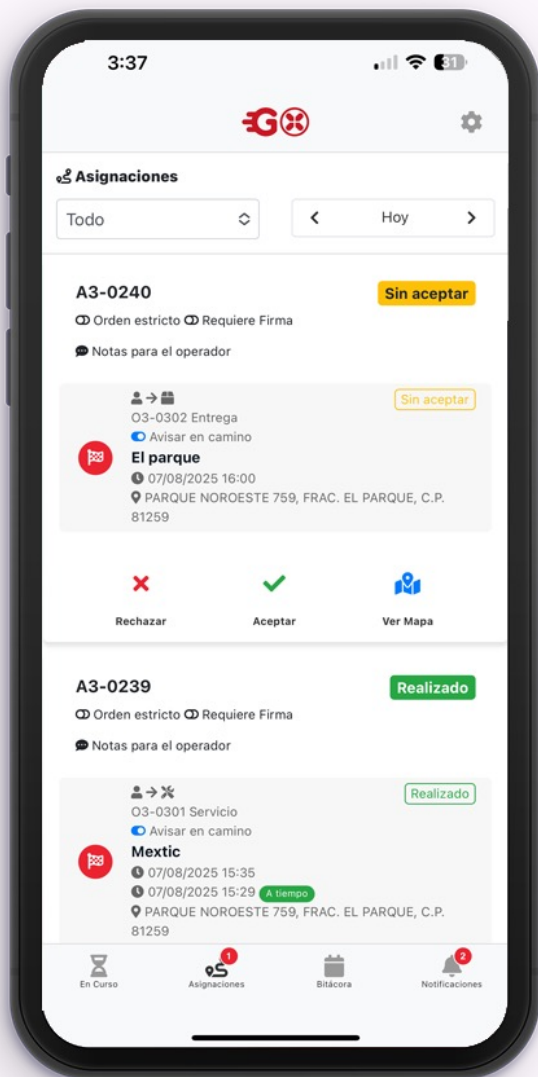 3:37
31
G
Asignaciones
Todo
Hoy
A3-0240
Sin aceptar
Orden estricto Requiere Firma
Notas para el operador
Sin aceptar
O3-0302 Entrega
Avisar en camino
El parque
07/08/2025 16:00
PARQUE NOROESTE 759, FRAC. EL PARQUE, C.P.
81259
Rechazar Aceptar Ver Mapa
A3-0239
Realizado
Orden estricto Requiere Firma
Notas para el operador
Realizado
O3-0301 Servicio
Avisar en camino
Mextic
07/08/2025 15:35
07/08/2025 15:29 A tiempo
PARQUE NOROESTE 759, FRAC. EL PARQUE, C.P.
81259
1
2
En Curso Asignaciones Bitácora Notificaciones